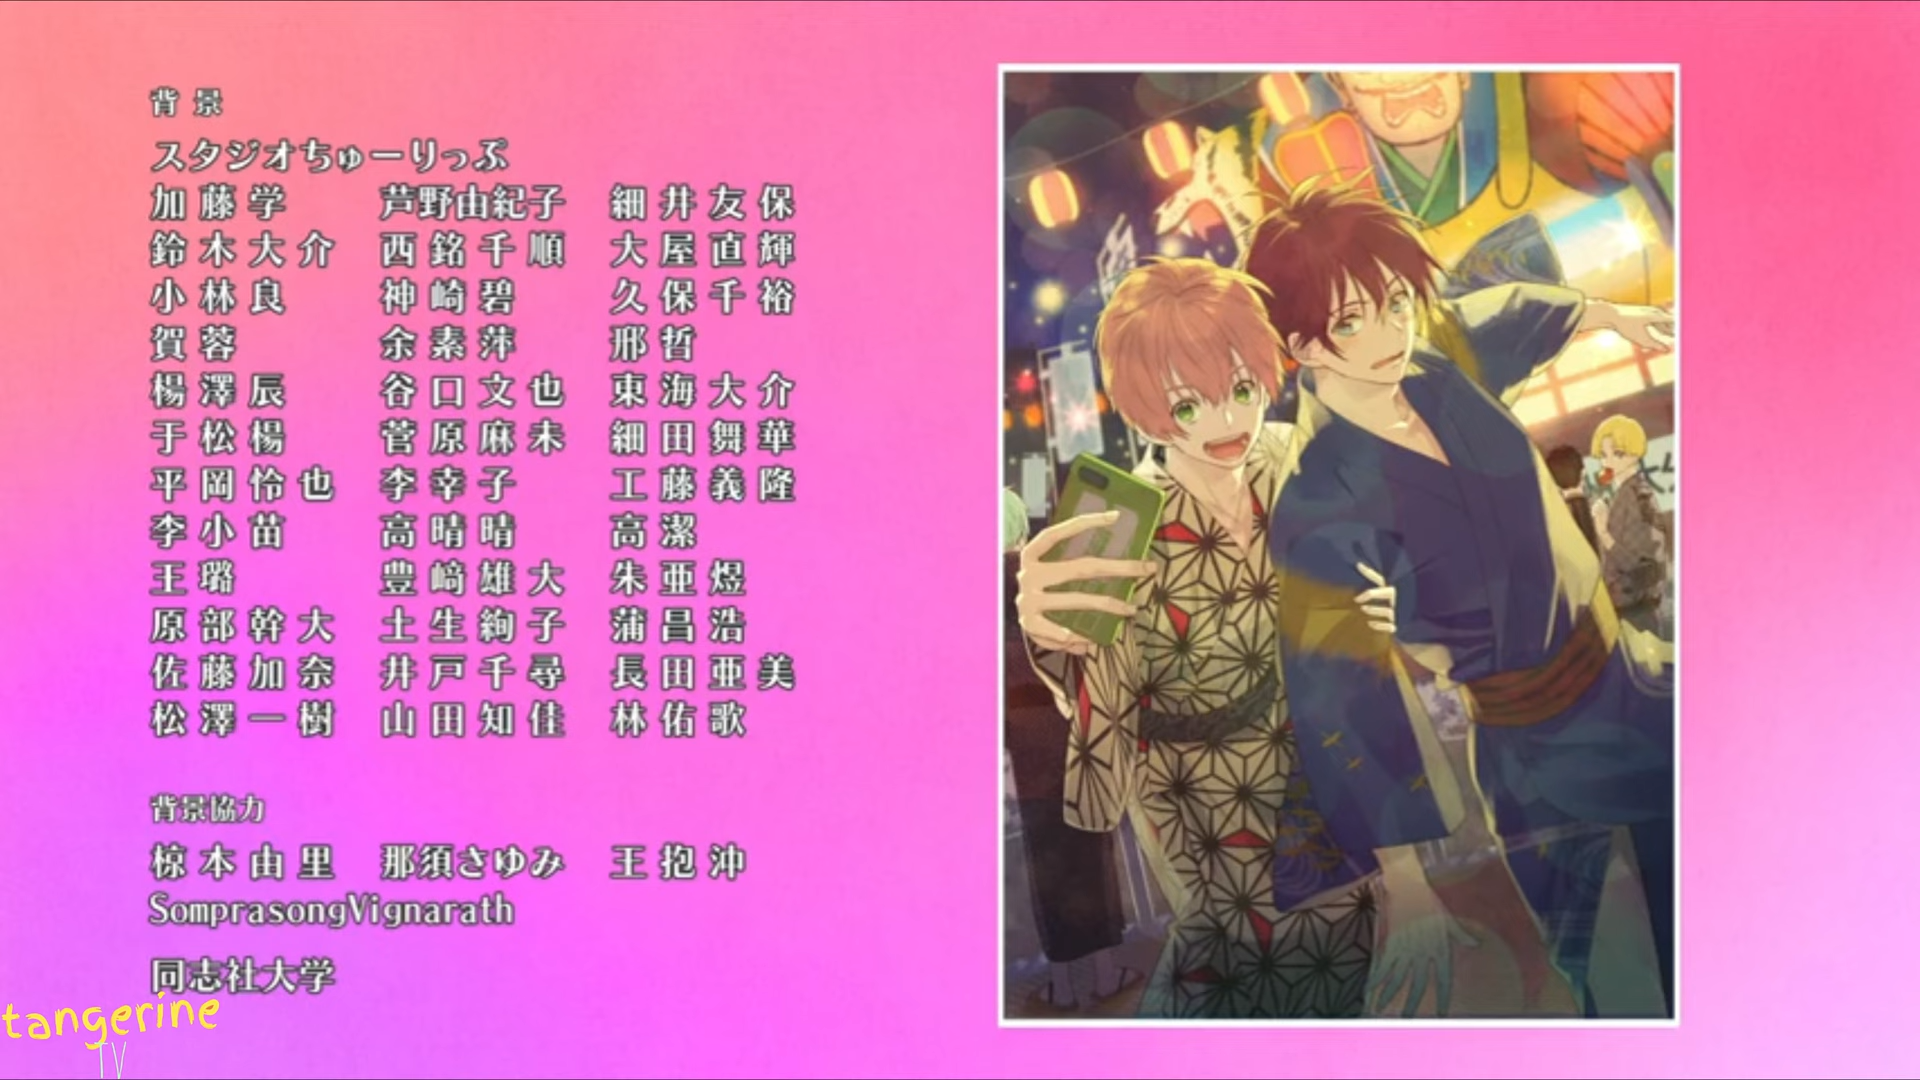 背景
スタジオちゅーりっぷ
加藤学 芦野由紀子 細井友保
鈴木大介 西銘千順 大屋直輝
小林良 神崎碧 久保千裕
賀蓉 余素萍 邢哲
楊澤辰 谷口文也 東海大介
于松楊 菅原麻未 細田舞華
平岡怜也 李幸子 工藤義隆
李小苗 高晴晴 高潔
王璐 豊﨑雄大 朱亜煜
原部幹大 土生絢子 蒲昌浩
佐藤加奈 井戸千尋 長田亜美
松澤一樹 山田知佳 林佑歌
背景協力
椋本由里 那須さゆみ 王抱沖
SomprasongVignarath
同志社大学
tangerine
TV